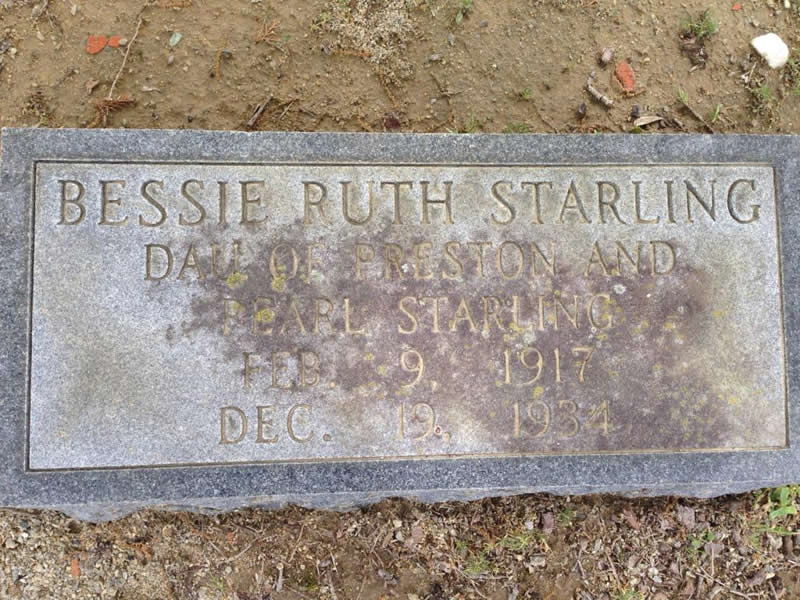 BESSIE RUTH STARLING
DAU OF PRESTON AND
PEARL STARLING
FEB. 9, 1917
DEC. 19, 1934